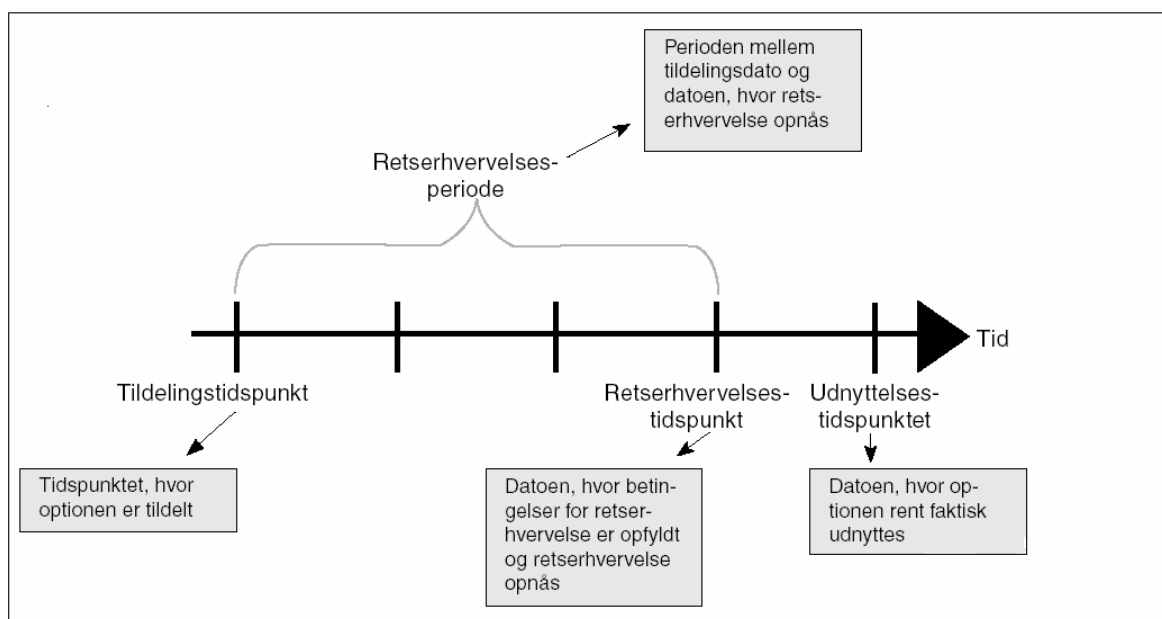 Perioden mellem
tildelingsdato og
datoen, hvor rets-
erhvervelse opnås
Retserhvervelses-
periode
Tid
Tildelingstidspunkt
Retserhvervelses-
tidspunkt
Udnyttelses-
tidspunktet
Tidspunktet, hvor
optionen er tildelt
Datoen, hvor betin-
gelser for retser-
hvervelse er opfyldt
og retserhvervelse
opnås
Datoen, hvor op-
tionen rent faktisk
udnyttes